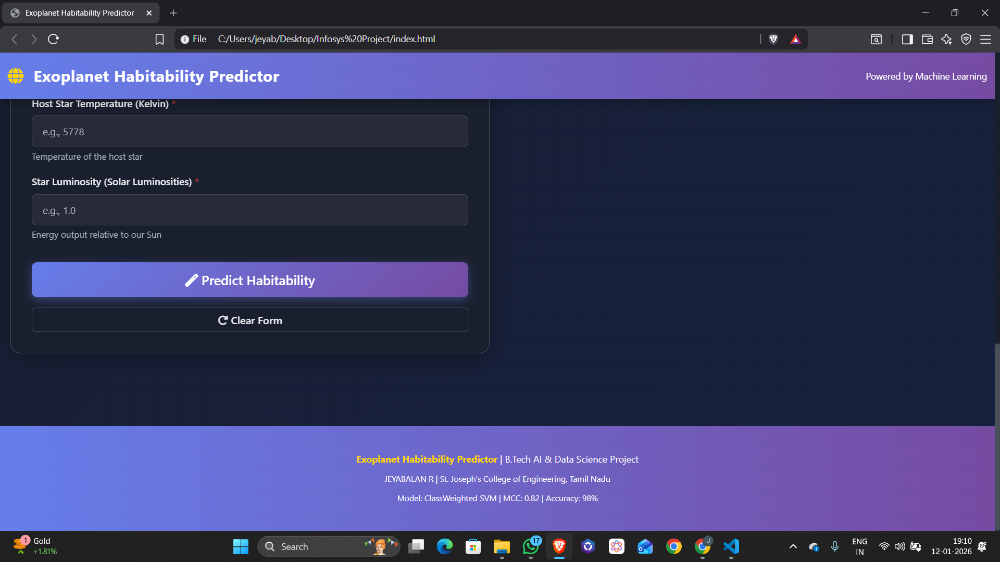 Exoplanet Habitability Predictor
File C:/Users/jeyab/Desktop/Infosys%20Project/index.html
Exoplanet Habitability Predictor
Powered by Machine Learning
Host Star Temperature (Kelvin) *
e.g., 5778
Temperature of the host star
Star Luminosity (Solar Luminosities) *
e.g., 1.0
Energy output relative to our Sun
Predict Habitability
Clear Form
Exoplanet Habitability Predictor | B.Tech AI & Data Science Project
JEYABALAN R | St. Joseph's College of Engineering, Tamil Nadu
Model: ClassWeighted SVM | MCC: 0.82 | Accuracy: 98%
1
Gold
+1.81%
Search
17
J
ENG
IN
19:10
12-01-2026